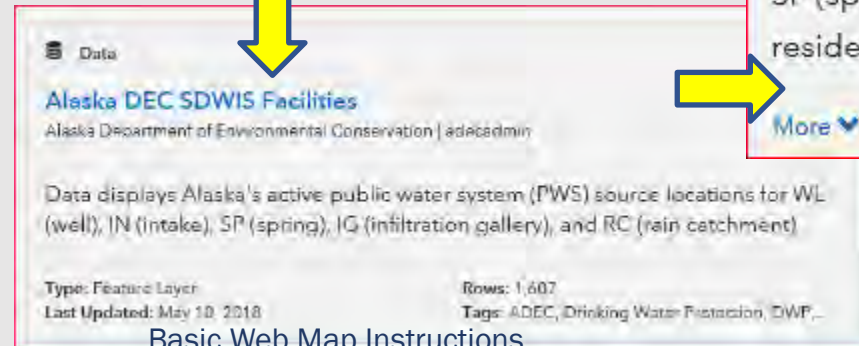 Data
Alaska DEC SDWIS Facilities
Alaska Department of Environmental Conservation | adecadmin
Data displays Alaska's active public water system (PWS) source locations for WL
(well), IN (intake), SP (spring), IG (infiltration gallery), and RC (rain catchment)
Type: Feature Layer
Rows: 1,607
Last Updated: May 10, 2018
Tags: ADEC, Drinking Water Protection, DWP,...
Basic Web Map Instructions
reside
More